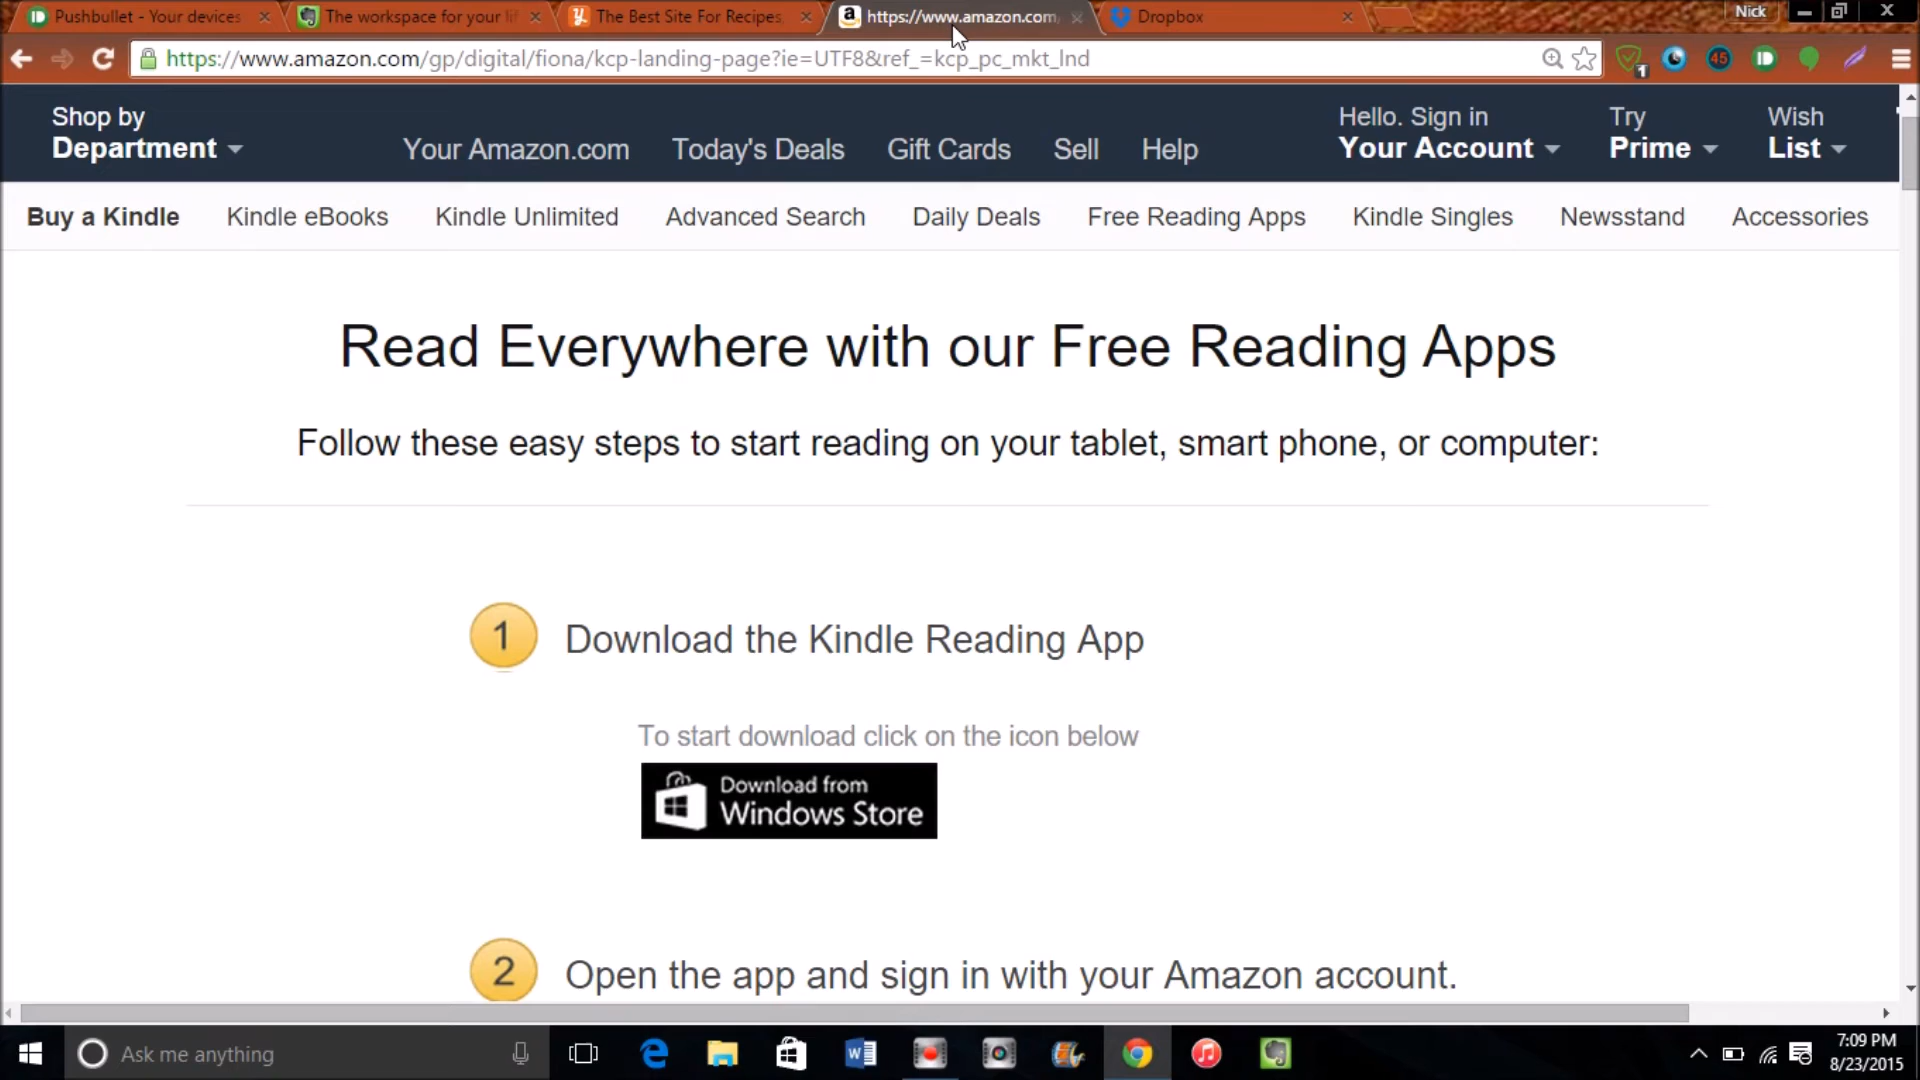 Pushbullet - Your devices
The workspace for your lif
The Best Site For Recipes,
https://www.amazon.com/
Dropbox
Nick
https://www.amazon.com/gp/digital/fiona/kcp-landing-page?ie=UTF8&ref_=kcp_pc_mkt_lnd
1
45
Shop by
Department
Your Amazon.com
Today's Deals
Gift Cards
Sell
Help
Hello. Sign in
Your Account
Try
Prime
Wish
List
Buy a Kindle
Kindle eBooks
Kindle Unlimited
Advanced Search
Daily Deals
Free Reading Apps
Kindle Singles
Newsstand
Accessories
Read Everywhere with our Free Reading Apps
Follow these easy steps to start reading on your tablet, smart phone, or computer:
1
Download the Kindle Reading App
To start download click on the icon below
Download from
Windows Store
2
Open the app and sign in with your Amazon account.
Ask me anything
7:09 PM
8/23/2015